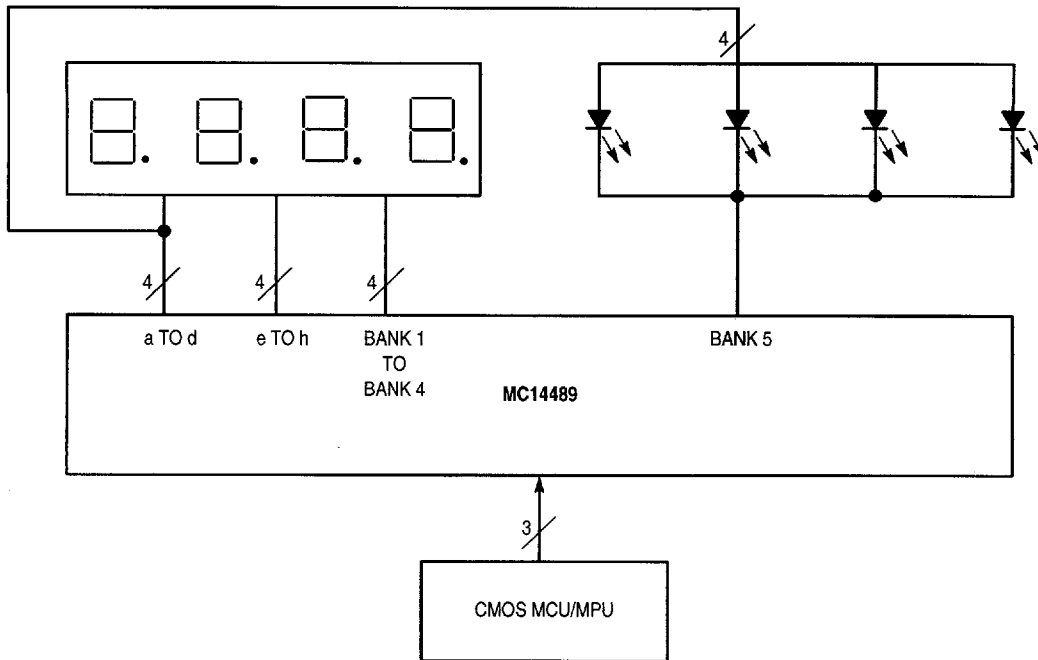 4
4
4
4
a TO d
e TO h
BANK 1
TO
BANK 4
BANK 5
MC14489
3
CMOS MCU/MPU